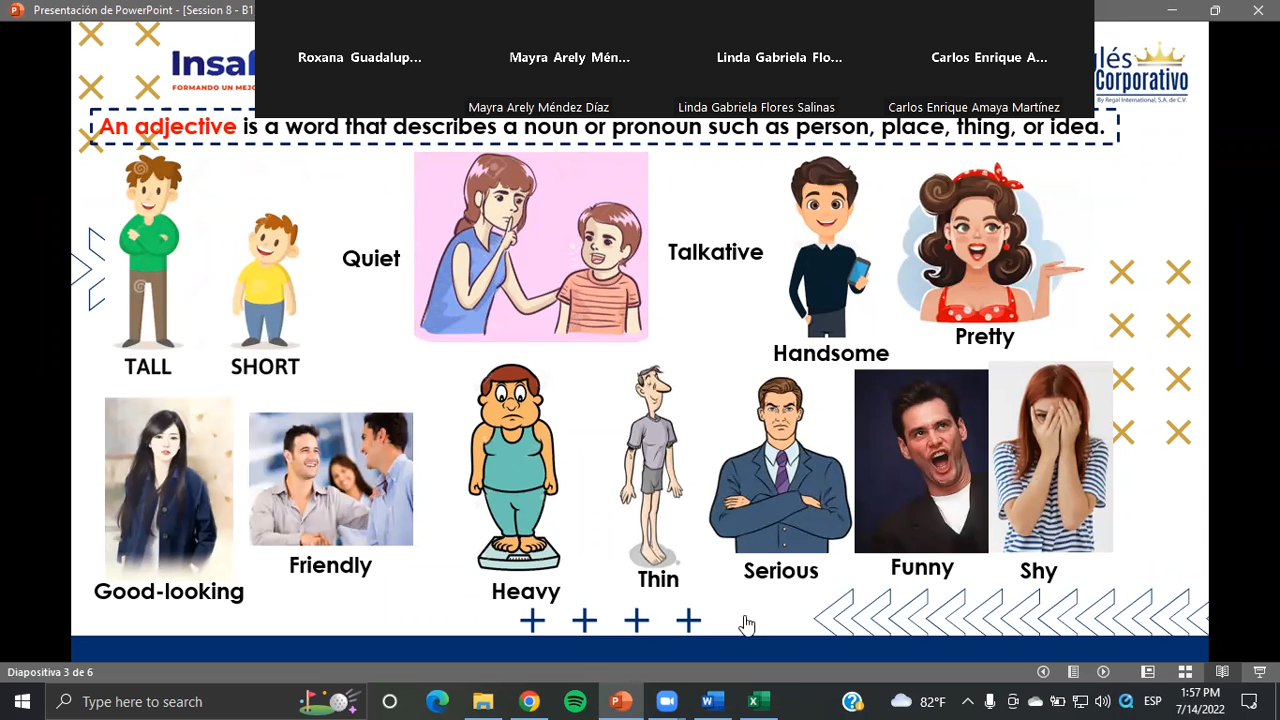 Presentación de PowerPoint - [Session 8 - B1
Roxana Guadalup... Mayra Arely Mén... Linda Gabriela Flo... Carlos Enrique A...
Mayra Arely Méndez Díaz Linda Gabriela Flores Salinas Carlos Enrique Amaya Martínez
Insaf
FORMANDO UN MEJO
lés
Corporativo
By Regal International, S.A. de C.V.
An adjective is a word that describes a noun or pronoun such as person, place, thing, or idea.
Quiet
Talkative
TALL SHORT
Handsome
Pretty
Good-looking
Friendly
Heavy
Thin
Serious
Funny
Shy
Diapositiva 3 de 6
Type here to search
82°F
ESP
1:57 PM
7/14/2022